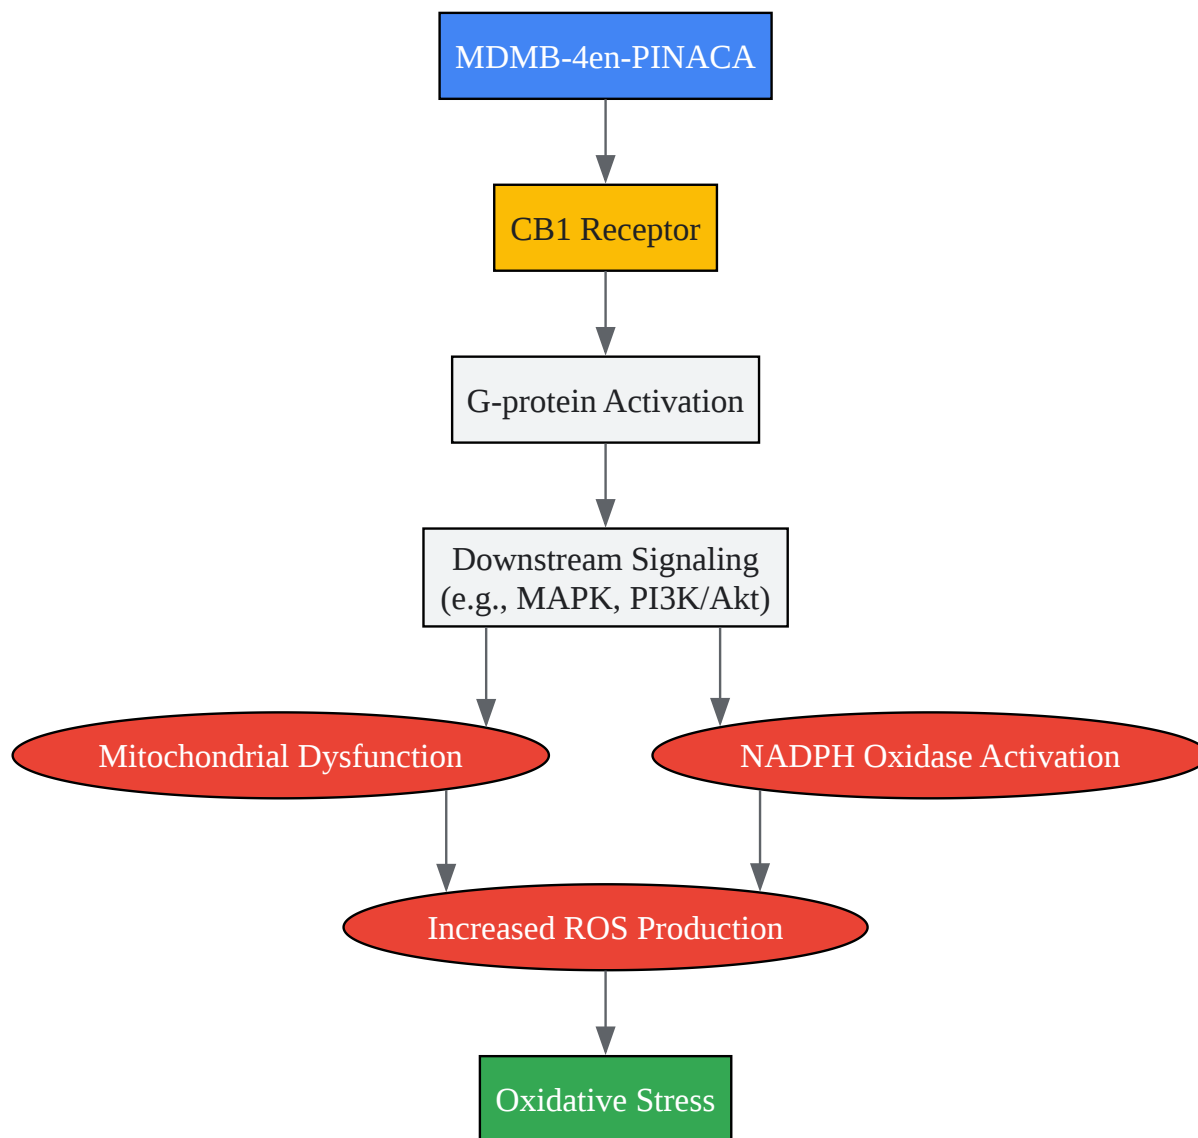 MDMB-4en-PINACA
CB1 Receptor
G-protein Activation
Downstream Signaling
(e.g., MAPK, PI3K/Akt)
Mitochondrial Dysfunction
NADPH Oxidase Activation
Increased ROS Production
Oxidative Stress